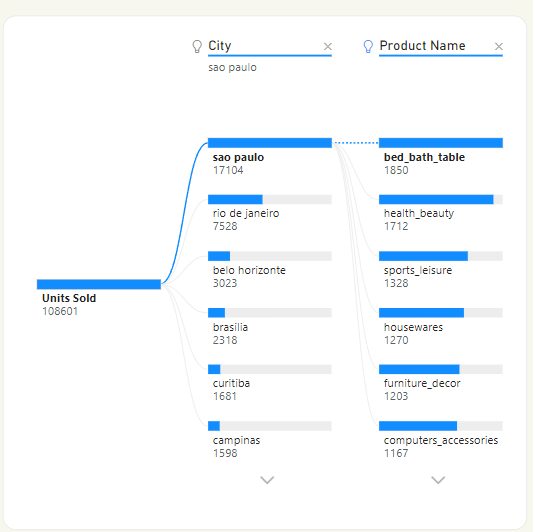 City
Product Name
sao paulo
sao paulo
17104
bed_bath_table
1850
rio de janeiro
7528
health_beauty
1712
belo horizonte
3023
sports_leisure
1328
Units Sold
108601
brasilia
2318
housewares
1270
curitiba
1681
furniture_decor
1203
campinas
1598
computers_accessories
1167